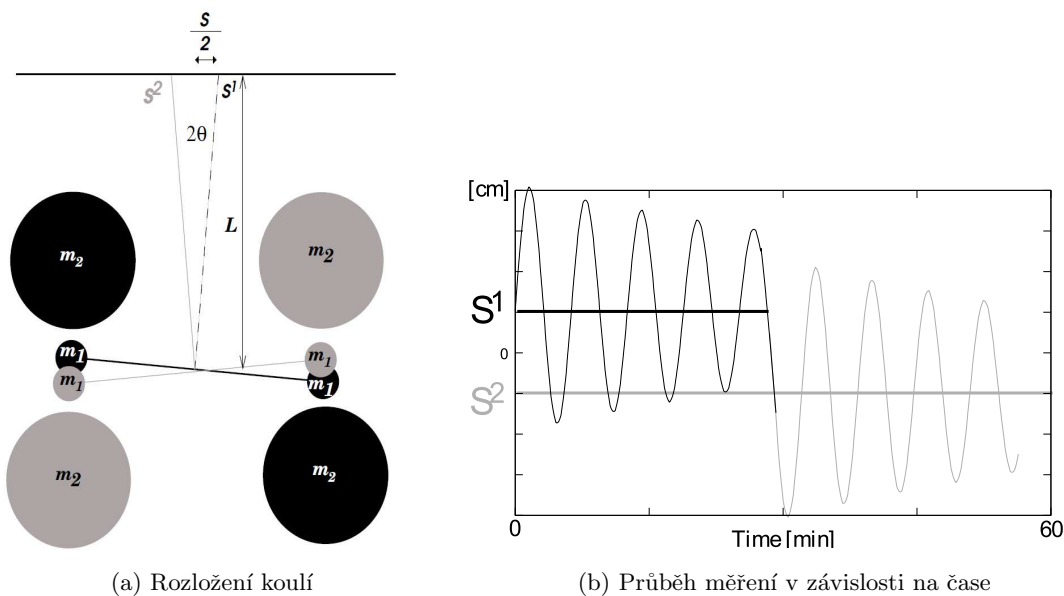 S
2
S²
S¹
2θ
L
m₂
m₂
m₁
m₁
m₁
m₁
m₂
m₂
[cm]
S¹
0
S²
0
60
Time[min]
(a) Rozložení koulí
(b) Průběh měření v závislosti na čase